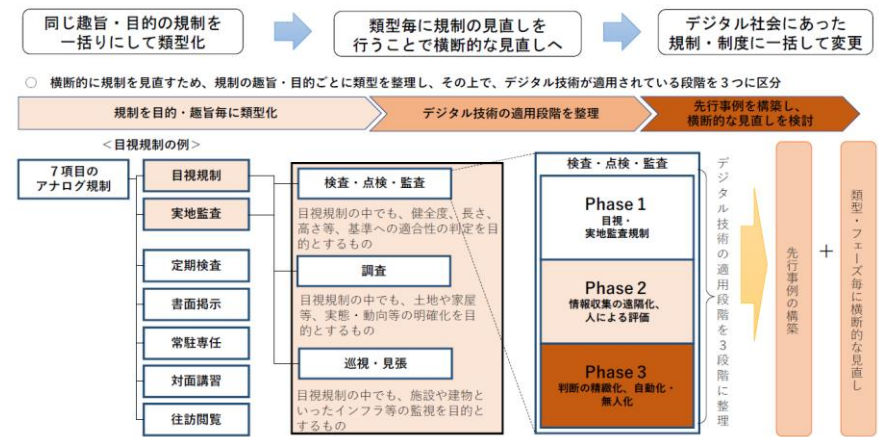 同じ趣旨・目的の規制を
一括りにして類型化
類型毎に規制の見直しを
行うことで横断的な見直しへ
デジタル社会にあった
規制・制度に一括して変更
○ 横断的に規制を見直すため、規制の趣旨・目的ごとに類型を整理し、その上で、デジタル技術が適用されている段階を３つに区分
規制を目的・趣旨毎に類型化
デジタル技術の適用段階を整理
先行事例を構築し、
横断的な見直しを検討
＜目視規制の例＞
７項目の
アナログ規制
目視規制
実地監査
定期検査
書面掲示
常駐専任
対面講習
往訪閲覧
検査・点検・監査
目視規制の中でも、健全度、長さ、
高さ等、基準への適合性の判定を目
的とするもの
調査
目視規制の中でも、土地や家屋
等、実態・動向等の明確化を目
的とするもの
巡視・見張
目視規制の中でも、施設や建物と
いったインフラ等の監視を目的とす
るもの
検査・点検・監査
Phase 1
目視・
実地監査規制
Phase 2
情報収集の遠隔化、
人による評価
Phase 3
判断の精緻化、自動化・
無人化
デジタル技術の適用段階を３段階に整理
先行事例の構築
＋
類型・フェーズ毎に横断的な見直し